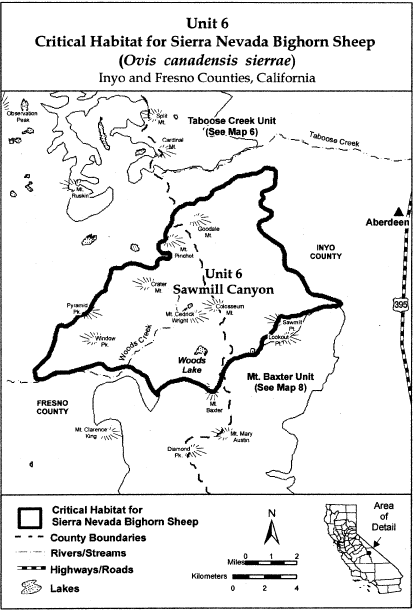 Unit 6
Critical Habitat for Sierra Nevada Bighorn Sheep
(Ovis canadensis sierrae)
Inyo and Fresno Counties, California
Observation
Peak
Split
Mt.
Taboose Creek Unit
(See Map 6)
Taboose Creek
Cardinal
Mt.
Mt.
Ruskin
Aberdeen
Goodale
Mt.
Mt.
Pinchot
INYO
COUNTY
Unit 6
Sawmill Canyon
Crater
Mt.
395
Pyramid
Pk.
Colosseum
Mt.
Mt. Cedrick
Wright
Sawmill
Pt.
Window
Pk.
Woods Creek
Lookout
Pt.
Woods
Lake
Mt. Baxter Unit
(See Map 8)
FRESNO
COUNTY
Mt.
Baxter
Mt. Clarence
King
Mt. Mary
Austin
Diamond
Pk.
Critical Habitat for
Sierra Nevada Bighorn Sheep
County Boundaries
Rivers/Streams
Highways/Roads
Lakes
N
Miles
0 1 2
Kilometers
0 2 4
Area
of
Detail